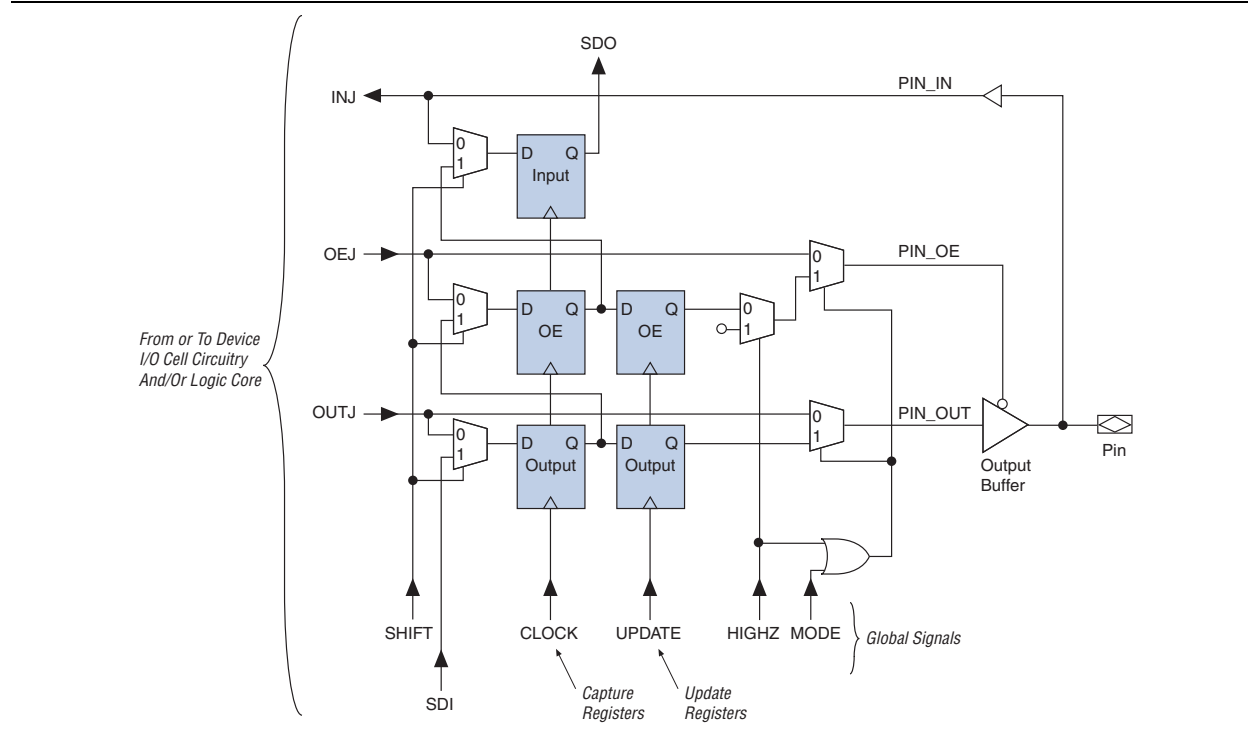 SDO
INJ
PIN_IN
0
1
D Q
Input
OEJ
0
1
PIN_OE
0
1
D Q
OE
D Q
OE
0
1
From or To Device
I/O Cell Circuitry
And/Or Logic Core
OUTJ
0
1
PIN_OUT
0
1
D Q
Output
D Q
Output
Output
Buffer
Pin
SHIFT
CLOCK
UPDATE
HIGHZ
MODE
Global Signals
SDI
Capture
Registers
Update
Registers